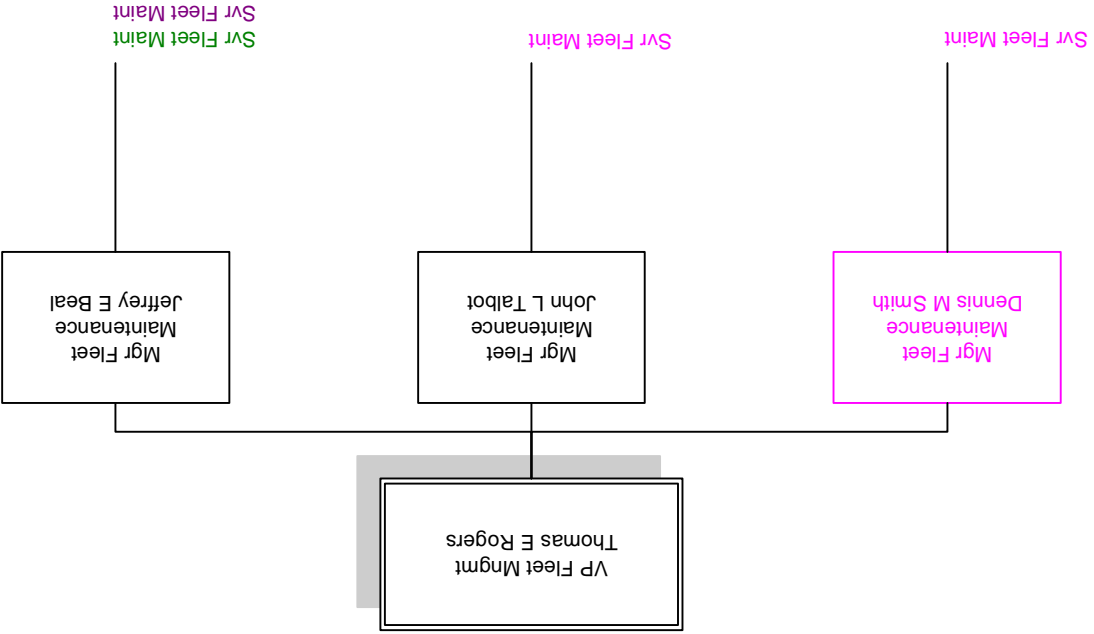 VP Fleet Mngmt
Thomas E Rogers
Mgr Fleet
Maintenance
Dennis M Smith
Mgr Fleet
Maintenance
John L Talbot
Mgr Fleet
Maintenance
Jeffrey E Beal
Svr Fleet Maint
Svr Fleet Maint
Svr Fleet Maint
Svr Fleet Maint